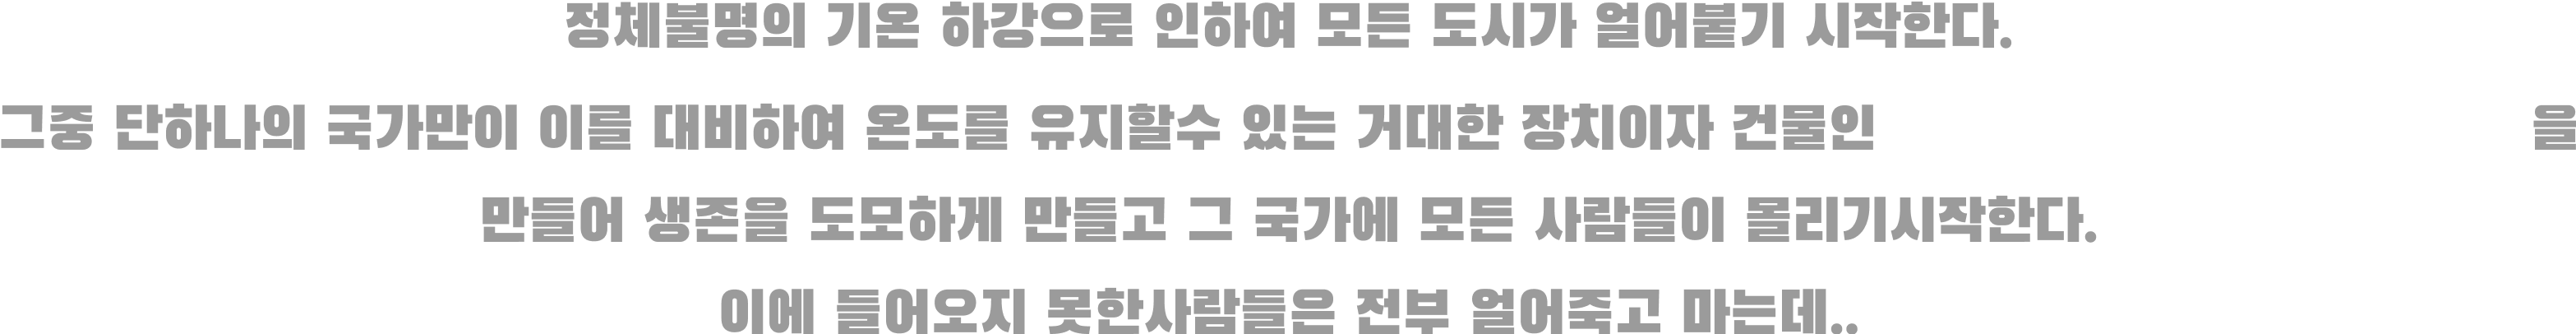 정체불명의 기온 하강으로 인하여 모든 도시가 얼어붙기 시작한다.
그중 단하나의 국가만이 이를 대비하여 온도르 유지할수 있는 거대한 장치이자 건물인 을
만들어 생존을 도모하게 만들고 그 국가에 모든 사람들이 몰리기시작한다.
이에 들어오지 못한사람들은 전부 얼어죽고 마는데..